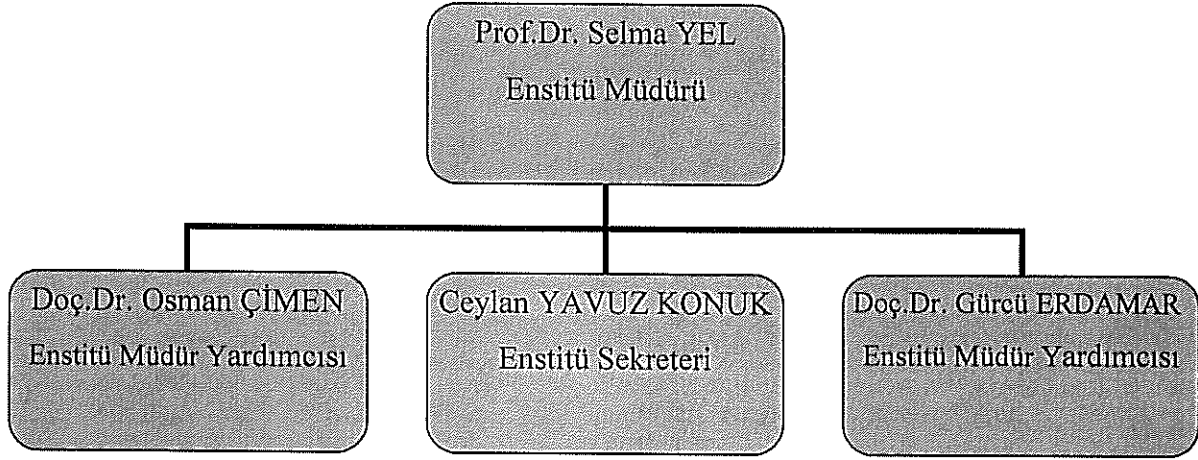 Prof.Dr. Selma YEL
Enstitü Müdürü
Doç.Dr. Osman ÇİMEN
Enstitü Müdür Yardımcısı
Ceylan YAVUZ KONUK
Enstitü Sekreteri
Doç.Dr. Gürcü ERDAMAR
Enstitü Müdür Yardımcısı